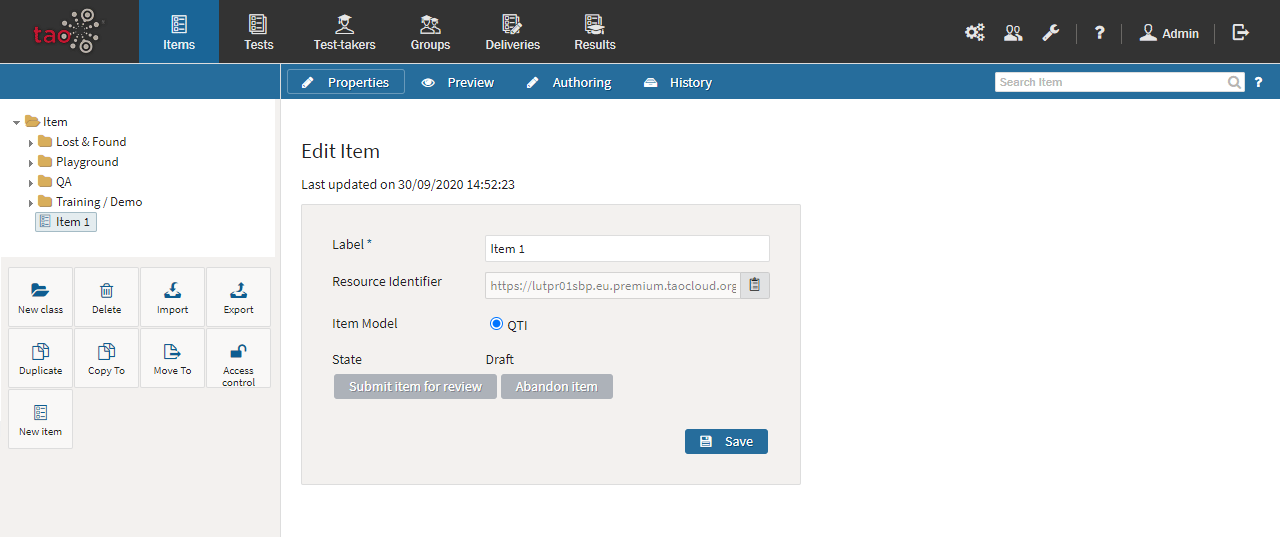 tao
Items
Tests
Test-takers
Groups
Deliveries
Results
?
Admin
Properties
Preview
Authoring
History
Search Item
?
Item
Lost & Found
Playground
QA
Training / Demo
Item 1
New class
Delete
Import
Export
Duplicate
Copy To
Move To
Access
control
New item
Edit Item
Last updated on 30/09/2020 14:52:23
Label *
Item 1
Resource Identifier
https://lutpr01sbp.eu.premium.taocloud.org
Item Model
QTI
State
Draft
Submit item for review
Abandon item
Save